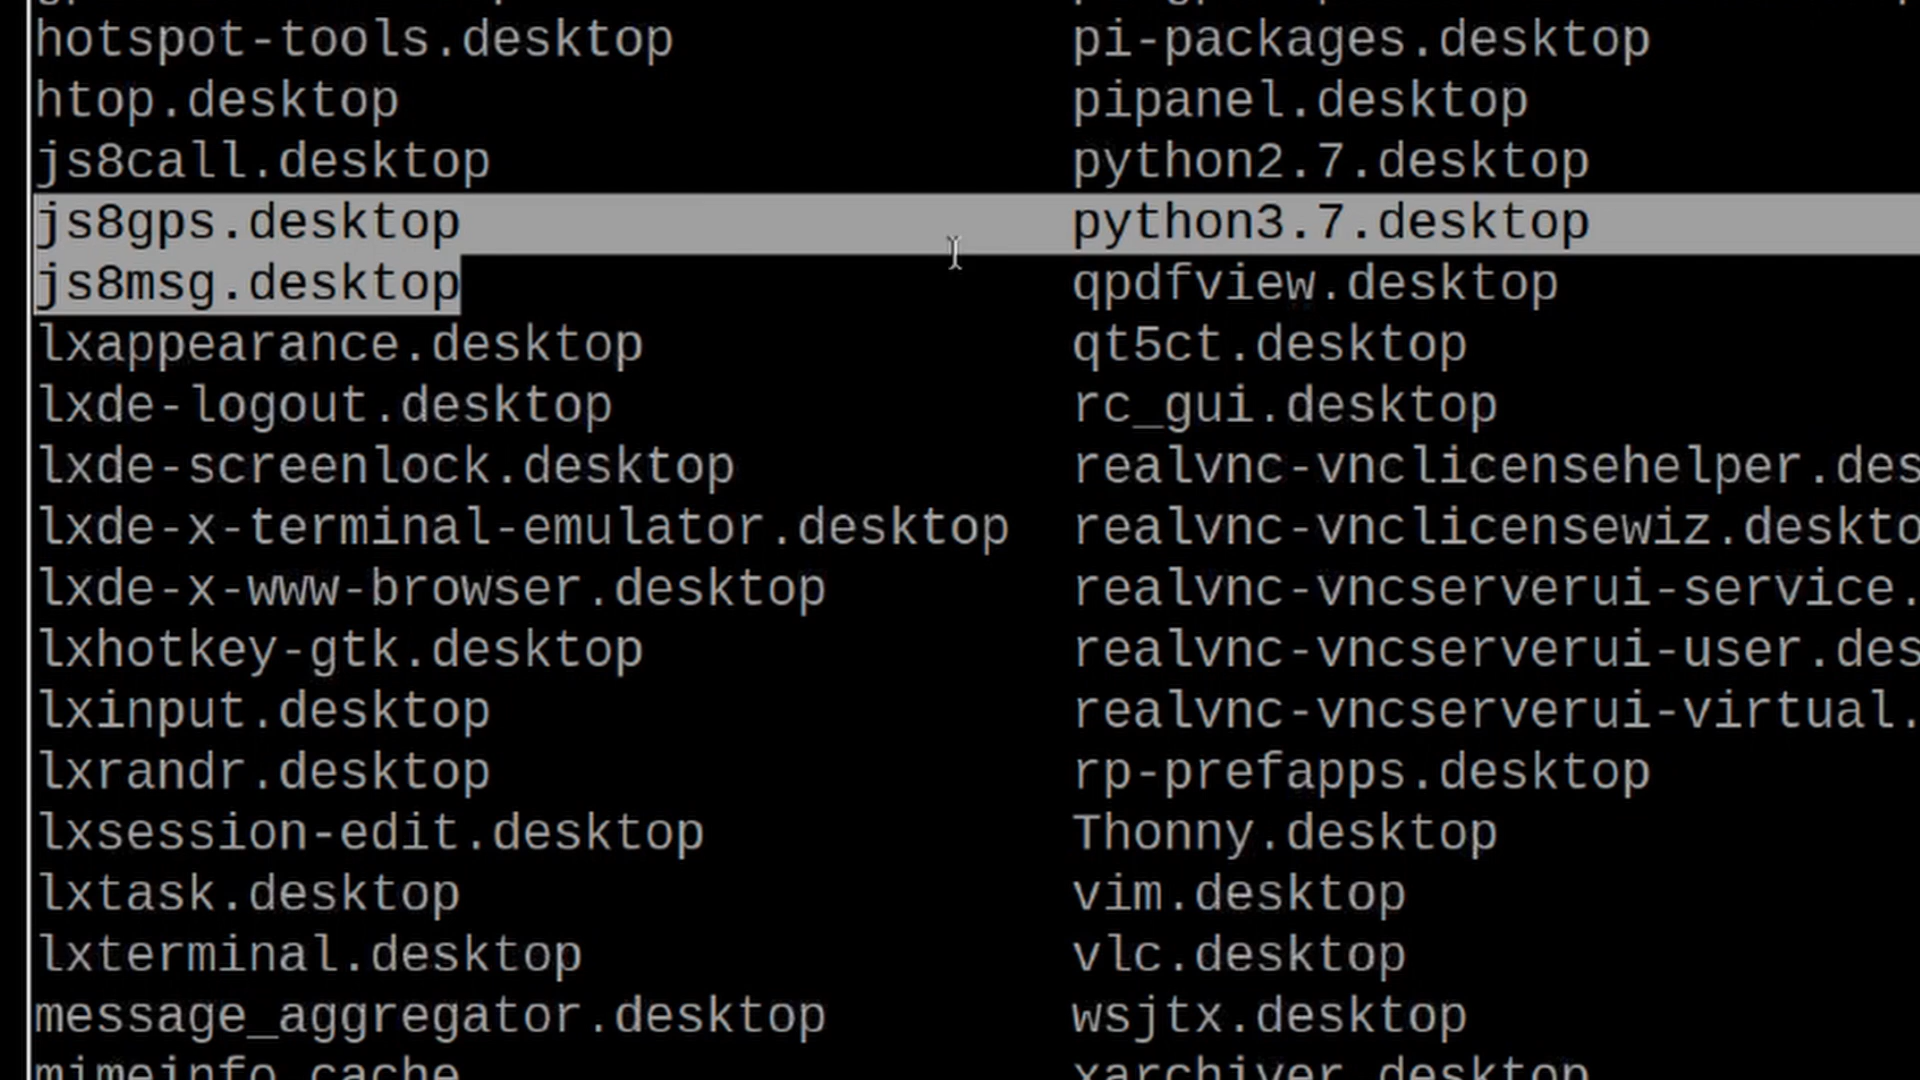 hotspot-tools.desktop pi-packages.desktop
htop.desktop pipanel.desktop
js8call.desktop python2.7.desktop
js8gps.desktop python3.7.desktop
js8msg.desktop qpdfview.desktop
lxappearance.desktop qt5ct.desktop
lxde-logout.desktop rc_gui.desktop
lxde-screenlock.desktop realvnc-vnclicensehelper.des
lxde-x-terminal-emulator.desktop realvnc-vnclicensewiz.deskto
lxde-x-www-browser.desktop realvnc-vncserverui-service.
lxhotkey-gtk.desktop realvnc-vncserverui-user.des
lxinput.desktop realvnc-vncserverui-virtual.
lxrandr.desktop rp-prefapps.desktop
lxsession-edit.desktop Thonny.desktop
lxtask.desktop vim.desktop
lxterminal.desktop vlc.desktop
message_aggregator.desktop wsjtx.desktop
mimeinfo.cache xarchiver.desktop